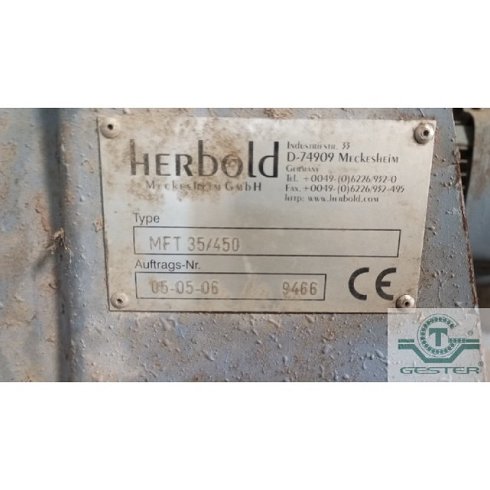 herbold
Meckesheim GmbH
Industriestr. 33
D-74909 Meckesheim
Germany
Tel. +0049-(0)6226/932-0
Fax. +0049-(0)6226/932-495
http: www.herbold.com
Type
MFT 35/450
Auftrags-Nr.
05-05-06 9466
CE
T
GESTER